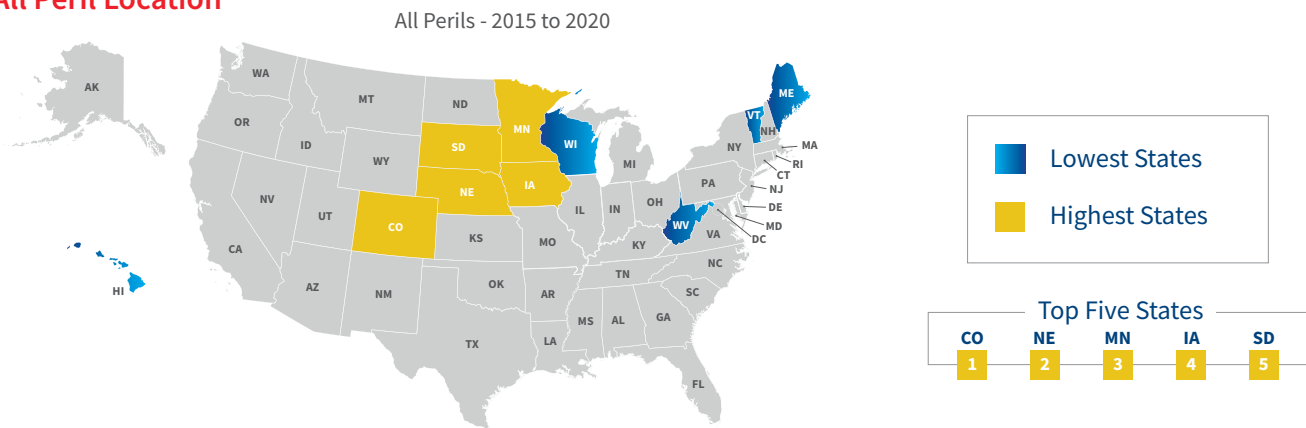 All Peril Location
All Perils - 2015 to 2020
AK
WA
MT
ND
MN
WI
ME
VT
NH
OR
ID
WY
SD
NY
MA
RI
CT
MI
NV
UT
NE
IA
PA
NJ
IL
IN
OH
DE
MD
CO
WV
VA
DC
CA
KS
MO
KY
HI
AZ
NM
OK
AR
TN
NC
SC
MS
AL
GA
TX
LA
FL
Lowest States
Highest States
Top Five States
CO NE MN IA SD
1 2 3 4 5